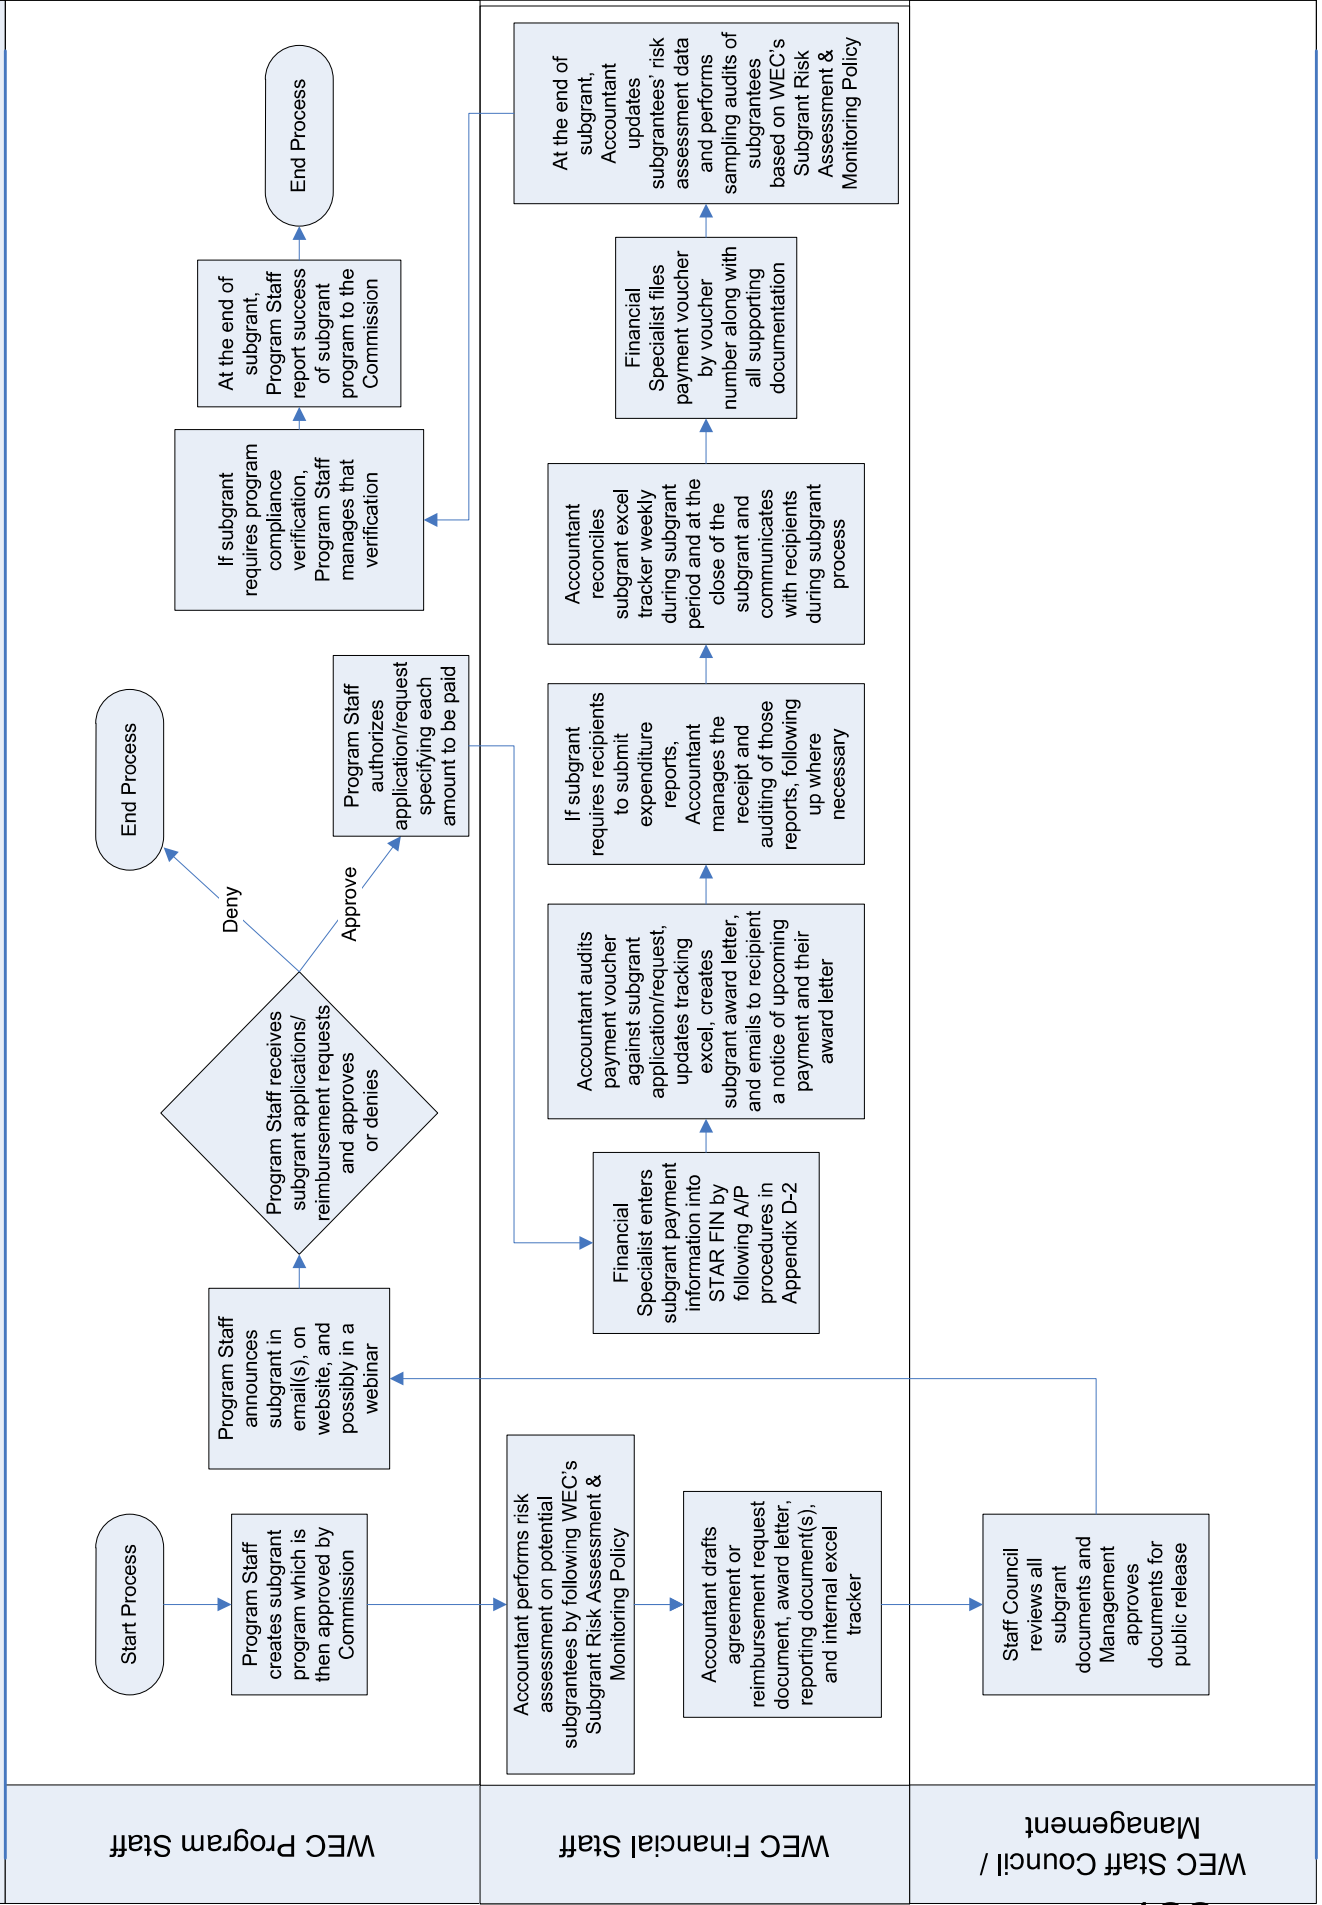 WEC Program Staff
Start Process
Program Staff
creates subgrant
program which is
then approved by
Commission
Program Staff
announces
subgrant in
email(s), on
website, and
possibly in a
webinar
Program Staff receives
subgrant applications/
reimbursement requests
and approves
or denies
Deny
End Process
Approve
Program Staff
authorizes
application/request
specifying each
amount to be paid
If subgrant
requires program
compliance
verification,
Program Staff
manages that
verification
At the end of
subgrant,
Program Staff
report success
of subgrant
program to the
Commission
End Process
WEC Financial Staff
Accountant performs risk
assessment on potential
subgrantees by following WEC's
Subgrant Risk Assessment &
Monitoring Policy
Accountant drafts
agreement or
reimbursement request
document, award letter,
reporting document(s),
and internal excel
tracker
Financial
Specialist enters
subgrant payment
information into
STAR FIN by
following A/P
procedures in
Appendix D-2
Accountant audits
payment voucher
against subgrant
application/request,
updates tracking
excel, creates
subgrant award letter,
and emails to recipient
a notice of upcoming
payment and their
award letter
If subgrant
requires recipients
to submit
expenditure
reports,
Accountant
manages the
receipt and
auditing of those
reports, following
up where
necessary
Accountant
reconciles
subgrant excel
tracker weekly
during subgrant
period and at the
close of the
subgrant and
communicates
with recipients
during subgrant
process
Financial
Specialist files
payment voucher
by voucher
number along with
all supporting
documentation
At the end of
subgrant,
Accountant
updates
subgrantees' risk
assessment data
and performs
sampling audits of
subgrantees
based on WEC's
Subgrant Risk
Assessment &
Monitoring Policy
WEC Staff Council /
Management
Staff Council
reviews all
subgrant
documents and
Management
approves
documents for
public release